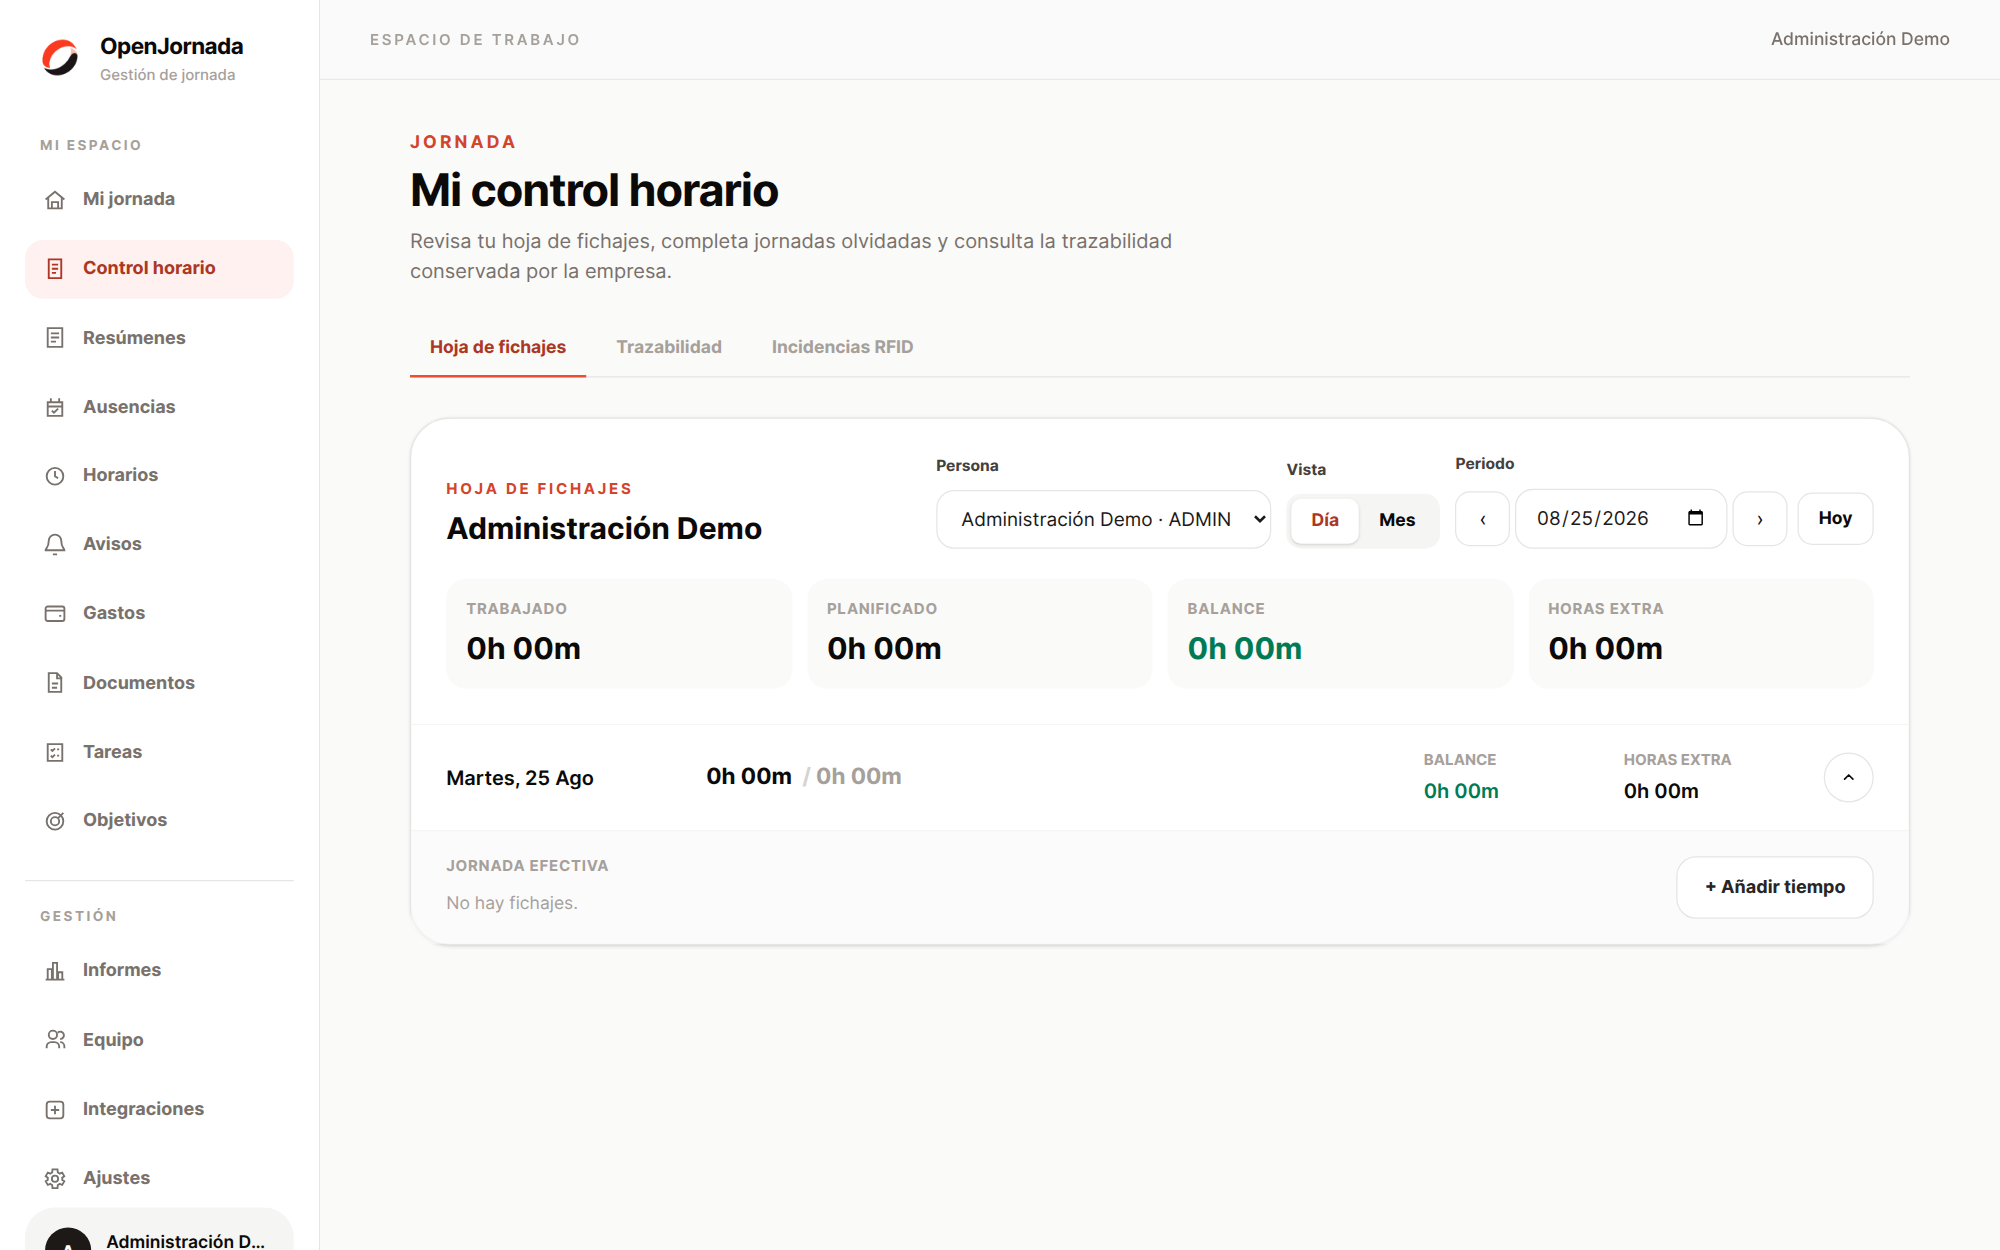 OpenJornada
Gestión de jornada
MI ESPACIO
Mi jornada
Control horario
Resúmenes
Ausencias
Horarios
Avisos
Gastos
Documentos
Tareas
Objetivos
GESTIÓN
Informes
Equipo
Integraciones
Ajustes
Administración D...
ESPACIO DE TRABAJO
Administración Demo
JORNADA
Mi control horario
Revisa tu hoja de fichajes, completa jornadas olvidadas y consulta la trazabilidad
conservada por la empresa.
Hoja de fichajes Trazabilidad Incidencias RFID
HOJA DE FICHAJES
Administración Demo
Persona
Administración Demo · ADMIN
Vista
Día Mes
Periodo
‹ 08/25/2026 › Hoy
TRABAJADO
0h 00m
PLANIFICADO
0h 00m
BALANCE
0h 00m
HORAS EXTRA
0h 00m
Martes, 25 Ago
0h 00m / 0h 00m
BALANCE
0h 00m
HORAS EXTRA
0h 00m
JORNADA EFECTIVA
No hay fichajes.
+ Añadir tiempo